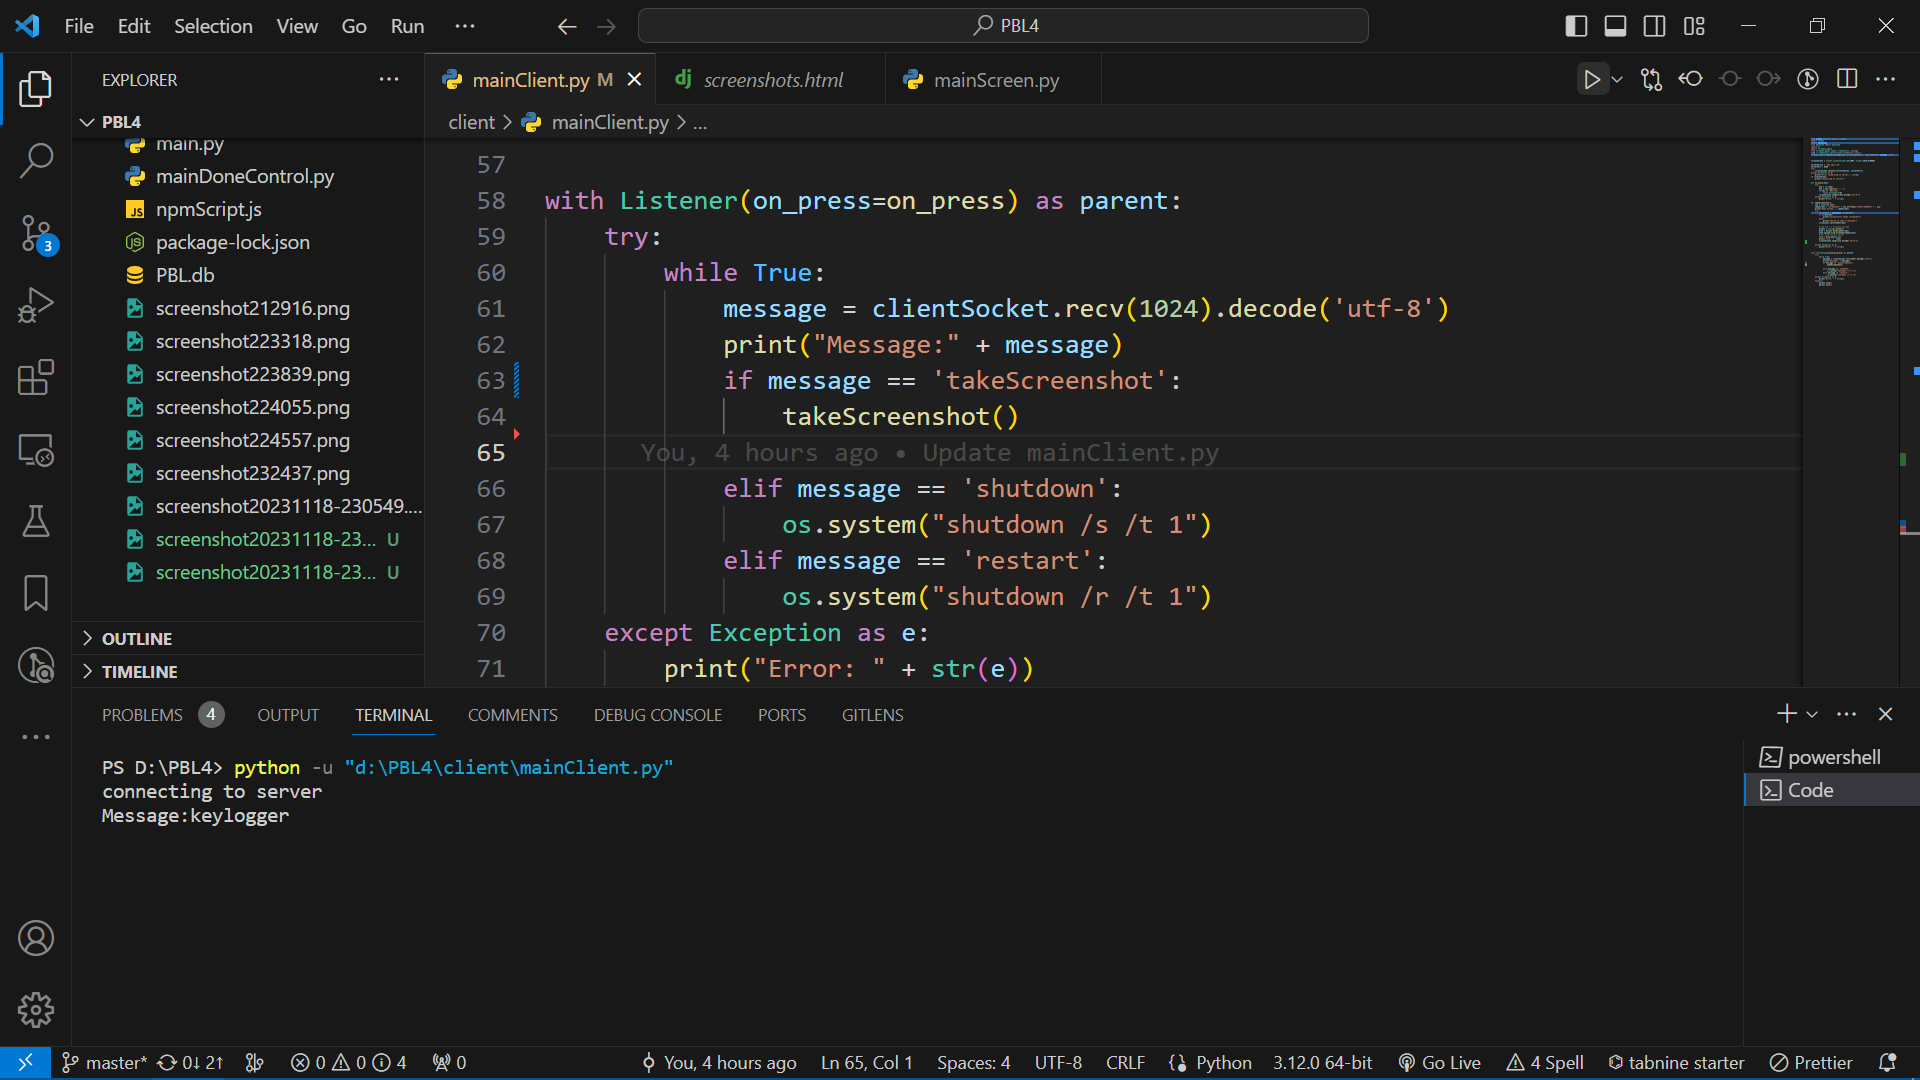 File Edit Selection View Go Run ··· PBL4
EXPLORER ···
PBL4
main.py
mainDoneControl.py
npmScript.js
package-lock.json
PBL.db
screenshot212916.png
screenshot223318.png
screenshot223839.png
screenshot224055.png
screenshot224557.png
screenshot232437.png
screenshot20231118-230549....
screenshot20231118-23... U
screenshot20231118-23... U
OUTLINE
TIMELINE
3
mainClient.py M
screenshots.html
mainScreen.py
client > mainClient.py > ...
57
58 with Listener(on_press=on_press) as parent:
59 try:
60 while True:
61 message = clientSocket.recv(1024).decode('utf-8')
62 print("Message:" + message)
63 if message == 'takeScreenshot':
64 takeScreenshot()
65 You, 4 hours ago • Update mainClient.py
66 elif message == 'shutdown':
67 os.system("shutdown /s /t 1")
68 elif message == 'restart':
69 os.system("shutdown /r /t 1")
70 except Exception as e:
71 print("Error: " + str(e))
PROBLEMS 4 OUTPUT TERMINAL COMMENTS DEBUG CONSOLE PORTS GITLENS
PS D:\PBL4> python -u "d:\PBL4\client\mainClient.py"
connecting to server
Message:keylogger
powershell
Code
master* 0↓ 2↑ 0 0 4 0 You, 4 hours ago Ln 65, Col 1 Spaces: 4 UTF-8 CRLF Python 3.12.0 64-bit Go Live 4 Spell tabnine starter Prettier